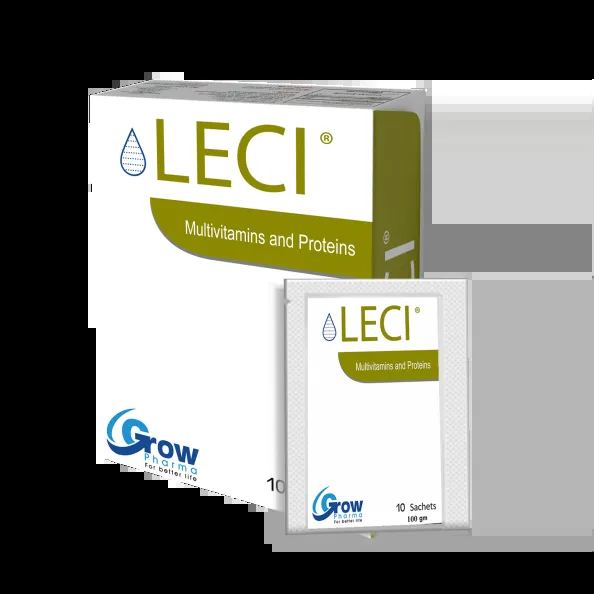 LECI ®
Multivitamins and Proteins
Grow
Pharma
For better life
10
LECI ®
Multivitamins and Proteins
Grow
Pharma
For better life
10 Sachets
100 gm